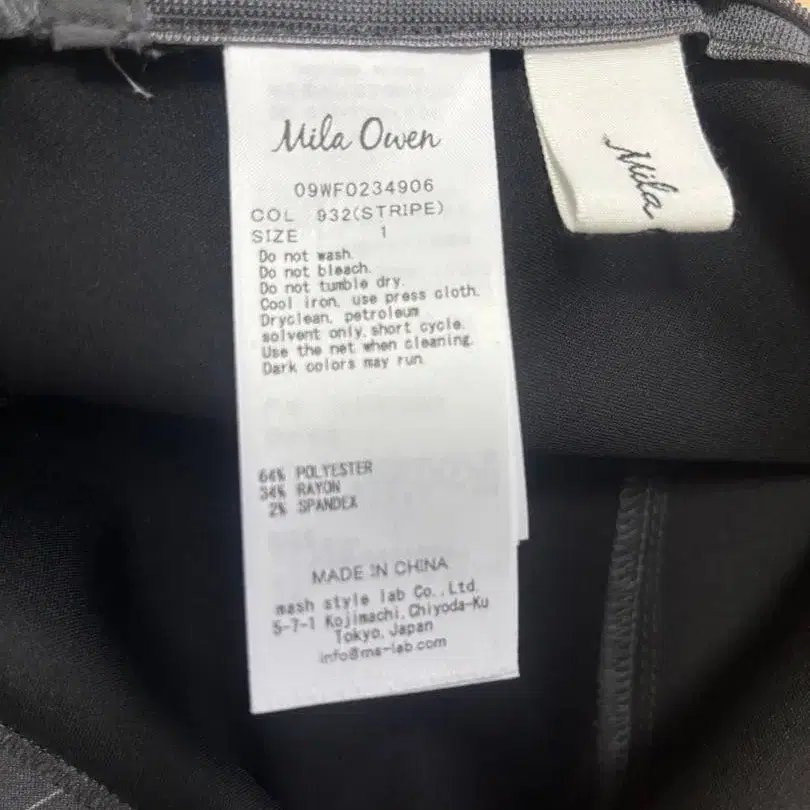 Mila Owen
09WFO234906
COL 932(STRIPE)
SIZE 1
Do not wash.
Do not bleach.
Do not tumble dry.
Cool iron, use press cloth.
Dryclean, petroleum
solvent only, short cycle.
Use the net when cleaning.
Dark colors may run.
64% POLYESTER
34% RAYON
2% SPANDEX
MADE IN CHINA
mash style lab Co., Ltd.
5-7-1 Kojimachi, Chiyoda-Ku
Tokyo, Japan
info@ms-lab.com
Mila